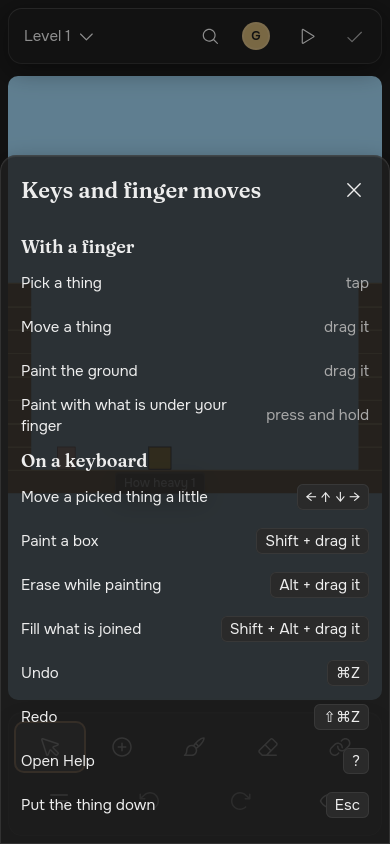 Level 1
G
Keys and finger moves
With a finger
Pick a thing tap
Move a thing drag it
Paint the ground drag it
Paint with what is under your
finger
press and hold
On a keyboard
How heavy 1
Move a picked thing a little ← ↑ ↓ →
Paint a box Shift + drag it
Erase while painting Alt + drag it
Fill what is joined Shift + Alt + drag it
Undo ⌘Z
Redo ⇧⌘Z
Open Help ?
Put the thing down Esc